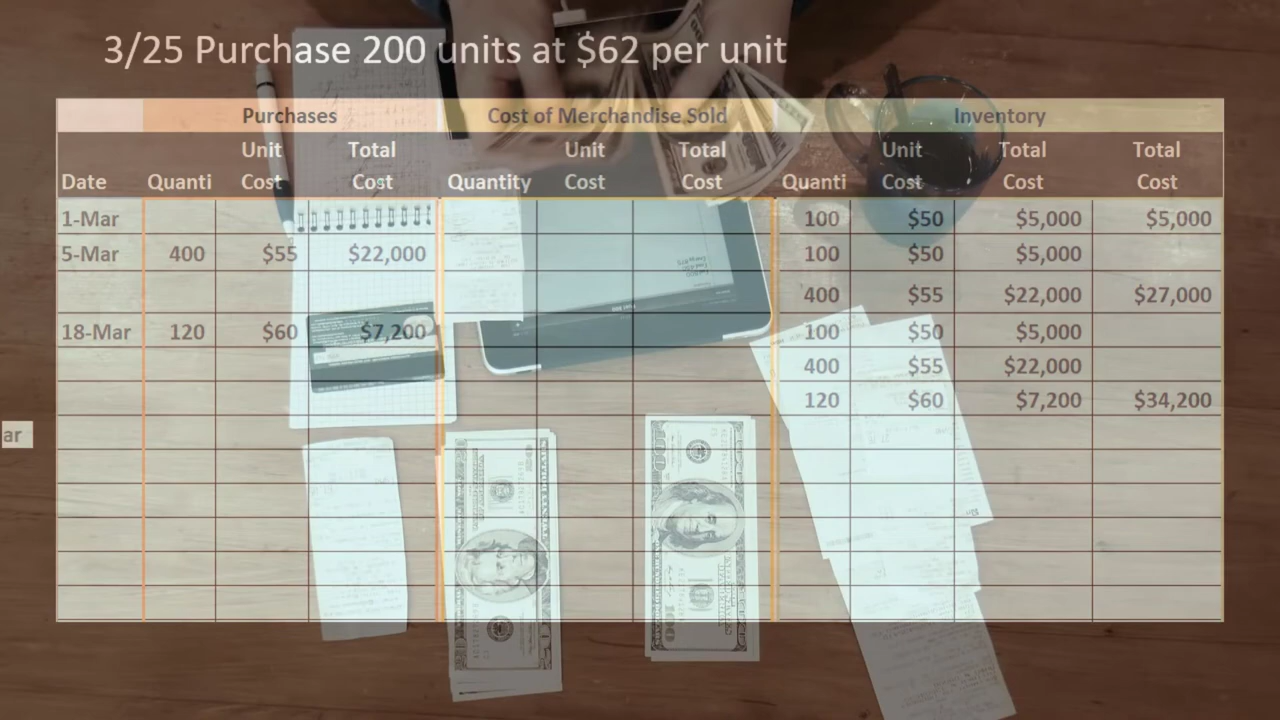 3/25 Purchase 200 units at $62 per unit
Purchases Cost of Merchandise Sold Inventory
Unit Total Unit Total Unit Total Total
Date Quanti Cost Cost Quantity Cost Cost Quanti Cost Cost Cost
1-Mar 100 $50 $5,000 $5,000
5-Mar 400 $55 $22,000 100 $50 $5,000
400 $55 $22,000 $27,000
18-Mar 120 $60 $7,200 100 $50 $5,000
400 $55 $22,000
120 $60 $7,200 $34,200
ar